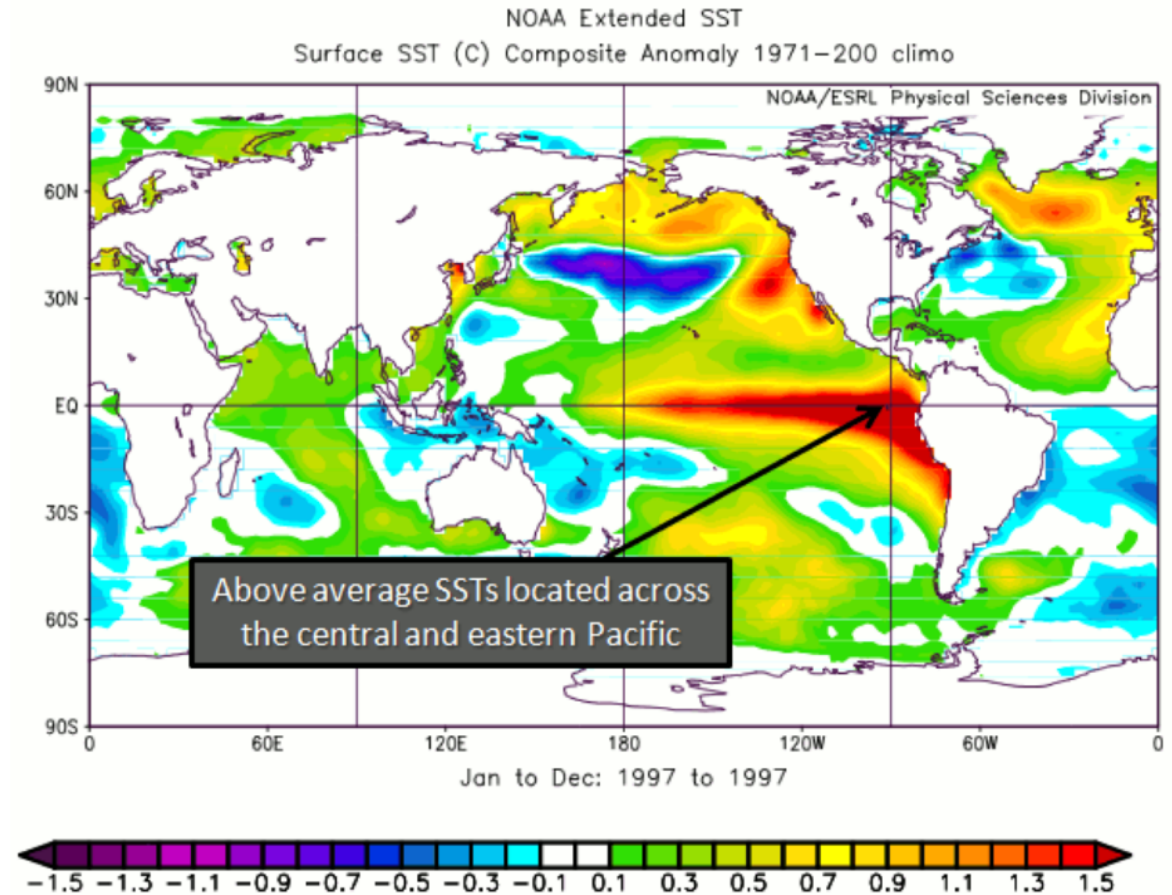 NOAA Extended SST
Surface SST (C) Composite Anomaly 1971-200 climo
90N
NOAA/ESRL Physical Sciences Division
60N
30N
EQ
30S
Above average SSTs located across
the central and eastern Pacific
60S
90S
0 60E 120E 180 120W 60W 0
Jan to Dec: 1997 to 1997
-1.5 -1.3 -1.1 -0.9 -0.7 -0.5 -0.3 -0.1 0.1 0.3 0.5 0.7 0.9 1.1 1.3 1.5